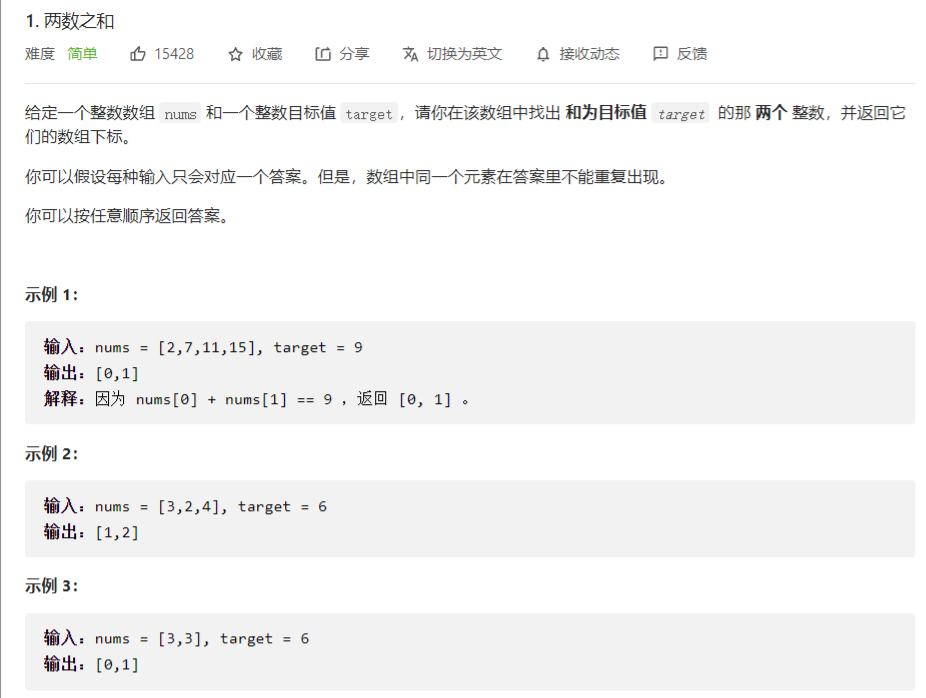 1. 两数之和
难度 简单 15428 收藏 分享 切换为英文 接收动态 反馈
给定一个整数数组 nums 和一个整数目标值 target，请你在该数组中找出 和为目标值 target 的那 两个 整数，并返回它
们的数组下标。
你可以假设每种输入只会对应一个答案。但是，数组中同一个元素在答案里不能重复出现。
你可以按任意顺序返回答案。
示例 1：
输入：nums = [2,7,11,15], target = 9
输出：[0,1]
解释：因为 nums[0] + nums[1] == 9 ，返回 [0, 1] 。
示例 2：
输入：nums = [3,2,4], target = 6
输出：[1,2]
示例 3：
输入：nums = [3,3], target = 6
输出：[0,1]